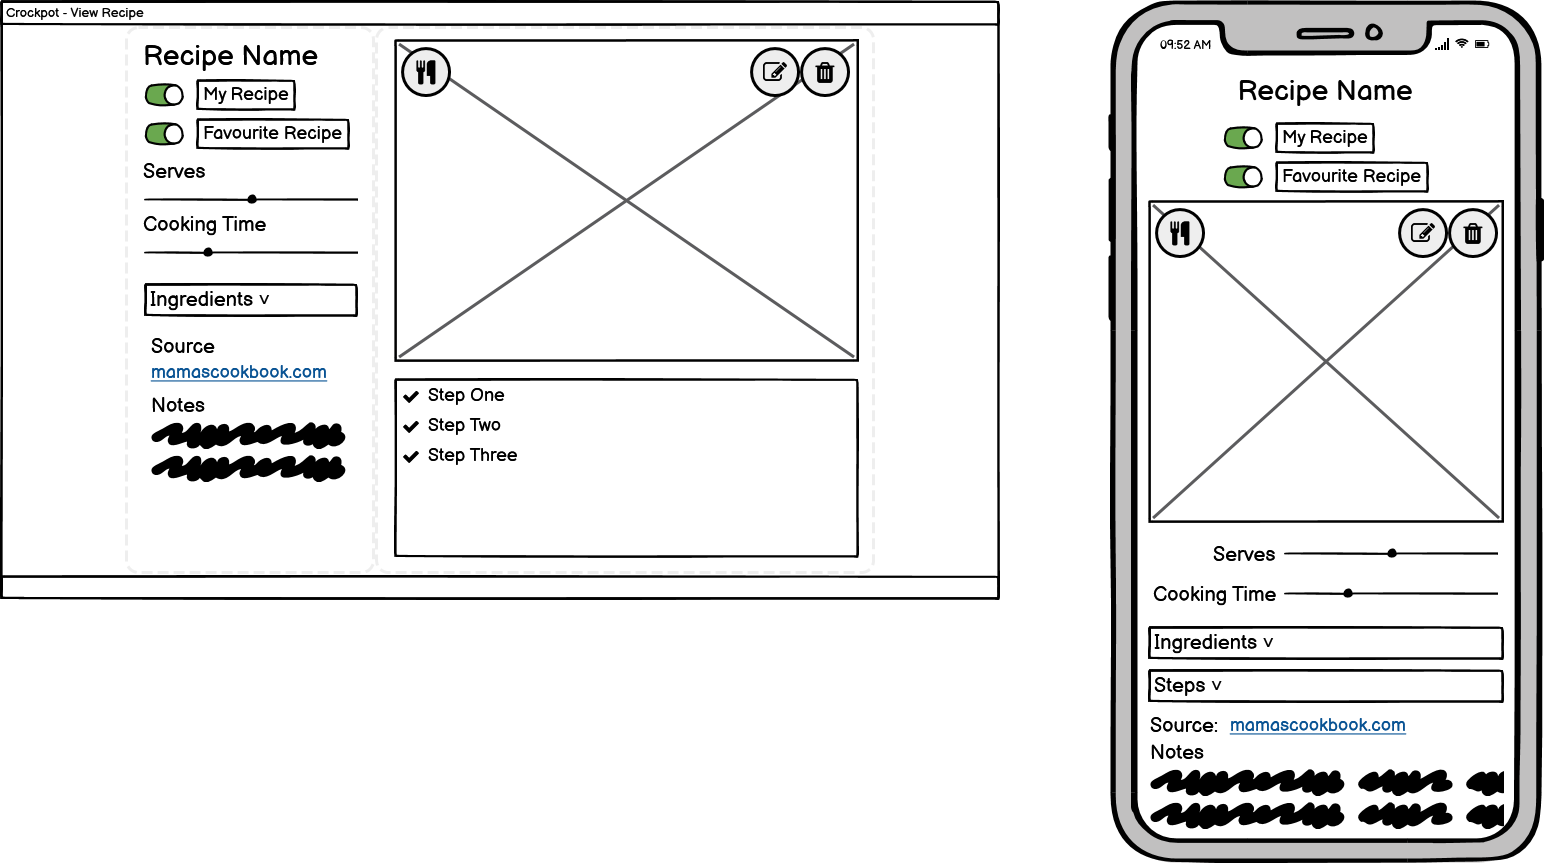 Crockpot - View Recipe
Recipe Name
My Recipe
Favourite Recipe
Serves
Cooking Time
Ingredients v
Source
mamascookbook.com
Notes
Step One
Step Two
Step Three
09:52 AM
Recipe Name
My Recipe
Favourite Recipe
Serves
Cooking Time
Ingredients v
Steps v
Source: mamascookbook.com
Notes